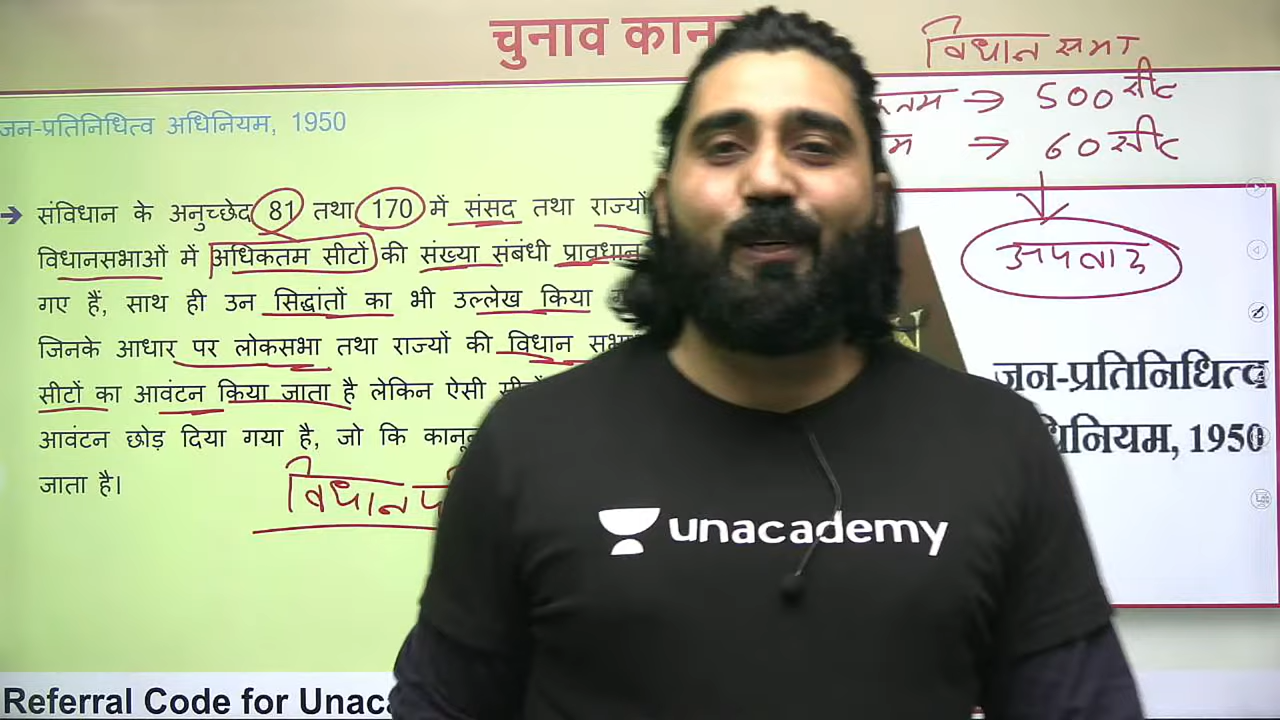 चुनाव कान
विधान सभा
जन-प्रतिनिधित्व अधिनियम, 1950
→ 500 सीट
म → 60 सीट
→ संविधान के अनुच्छेद 81 तथा 170 में संसद तथा राज्यों
विधानसभाओं में अधिकतम सीटों की संख्या संबंधी प्रावधान
अपवाद
गए हैं, साथ ही उन सिद्धांतों का भी उल्लेख किया
जिनके आधार पर लोकसभा तथा राज्यों की विधान सभा
सीटों का आवंटन किया जाता है लेकिन ऐसी
आवंटन छोड़ दिया गया है, जो कि कानून
जाता है।
विधान प
जन-प्रतिनिधित्व
धिनियम, 1950
unacademy
Referral Code for Unaca